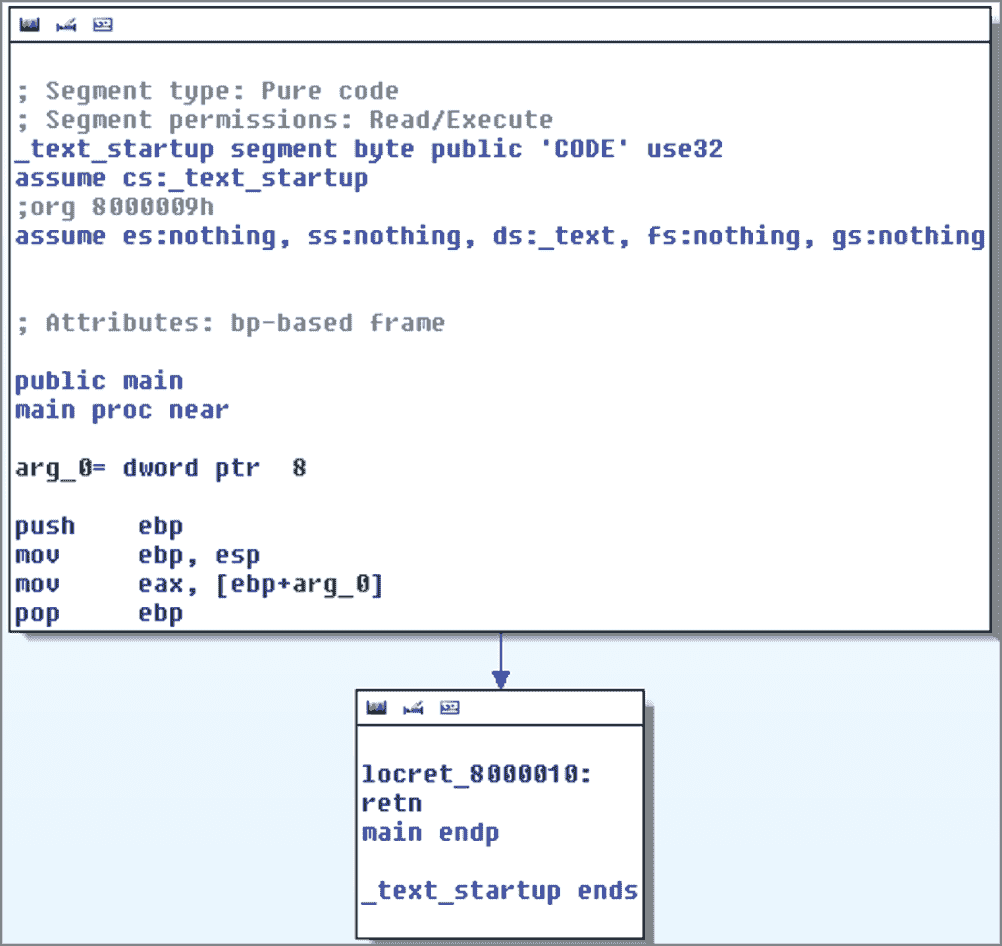 ; Segment type: Pure code
; Segment permissions: Read/Execute
_text_startup segment byte public 'CODE' use32
assume cs:_text_startup
;org 8000009h
assume es:nothing, ss:nothing, ds:_text, fs:nothing, gs:nothing
; Attributes: bp-based frame
public main
main proc near
arg_0= dword ptr  8
push    ebp
mov     ebp, esp
mov     eax, [ebp+arg_0]
pop     ebp
locret_8000010:
retn
main endp
_text_startup ends